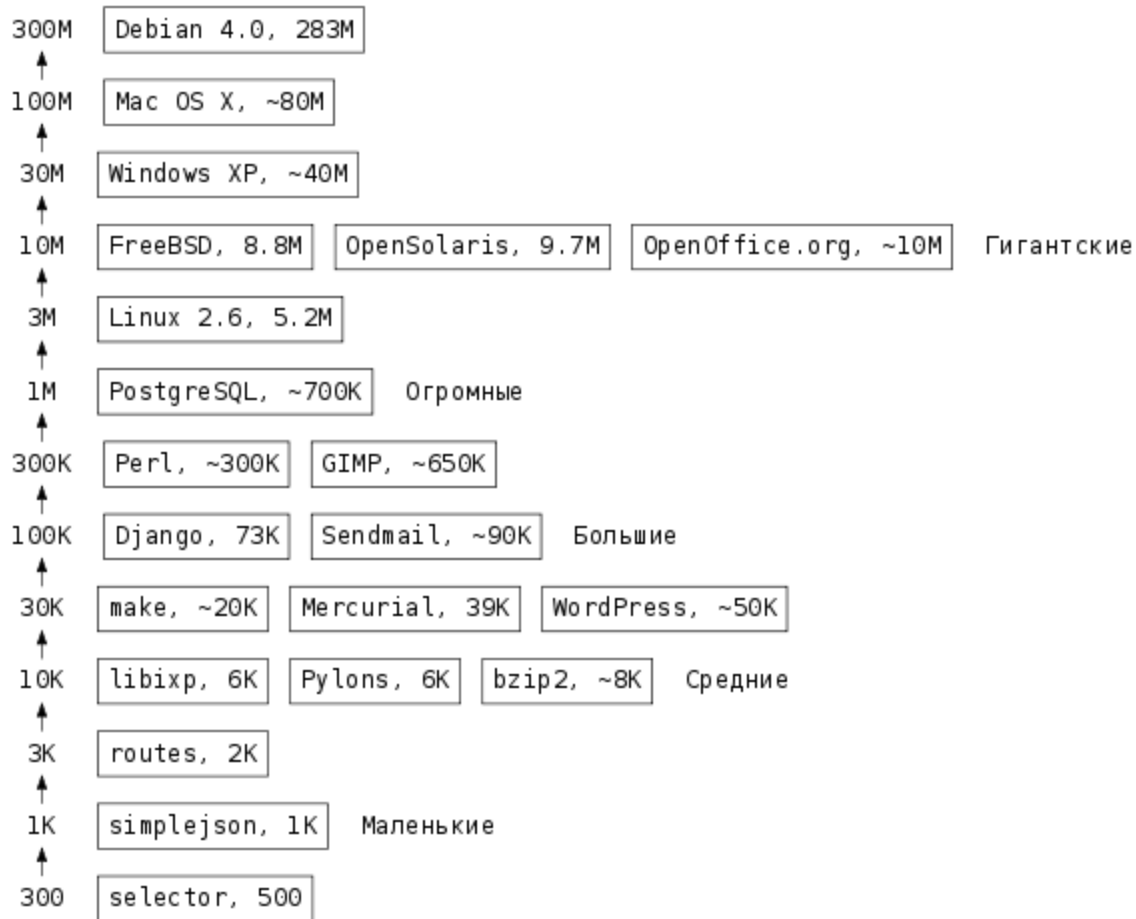 300M Debian 4.0, 283M
100M Mac OS X, ~80M
30M Windows XP, ~40M
10M FreeBSD, 8.8M OpenSolaris, 9.7M OpenOffice.org, ~10M Гигантские
3M Linux 2.6, 5.2M
1M PostgreSQL, ~700K Огромные
300K Perl, ~300K GIMP, ~650K
100K Django, 73K Sendmail, ~90K Большие
30K make, ~20K Mercurial, 39K WordPress, ~50K
10K libixp, 6K Pylons, 6K bzip2, ~8K Средние
3K routes, 2K
1K simplejson, 1K Маленькие
300 selector, 500